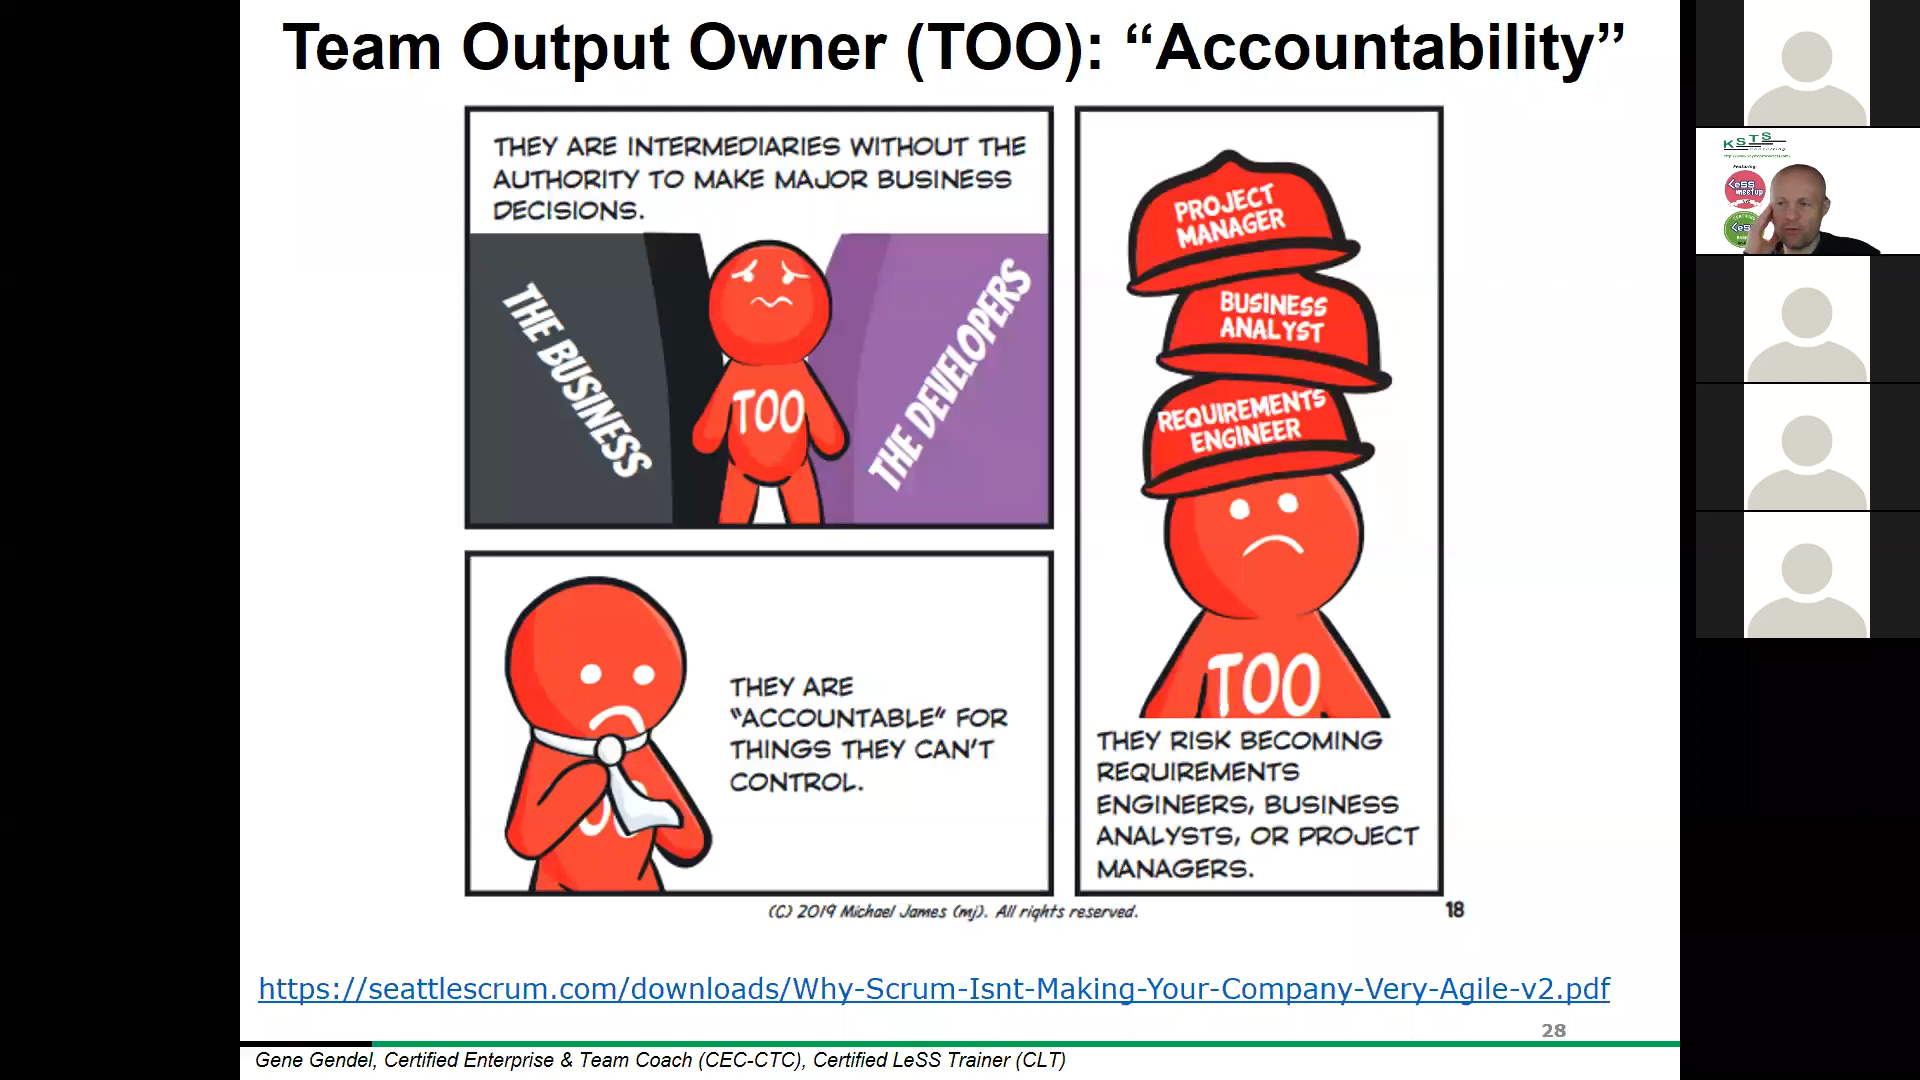 Team Output Owner (TOO): “Accountability”
THEY ARE INTERMEDIARIES WITHOUT THE
AUTHORITY TO MAKE MAJOR BUSINESS
DECISIONS.
THE BUSINESS
TOO
THE DEVELOPERS
THEY ARE
“ACCOUNTABLE” FOR
THINGS THEY CAN'T
CONTROL.
PROJECT
MANAGER
BUSINESS
ANALYST
REQUIREMENTS
ENGINEER
TOO
THEY RISK BECOMING
REQUIREMENTS
ENGINEERS, BUSINESS
ANALYSTS, OR PROJECT
MANAGERS.
(C) 2019 Michael James (mj). All rights reserved.
18
https://seattlescrum.com/downloads/Why-Scrum-Isnt-Making-Your-Company-Very-Agile-v2.pdf
28
Gene Gendel, Certified Enterprise & Team Coach (CEC-CTC), Certified LeSS Trainer (CLT)
KSTS
Featuring:
LeSS
meetup